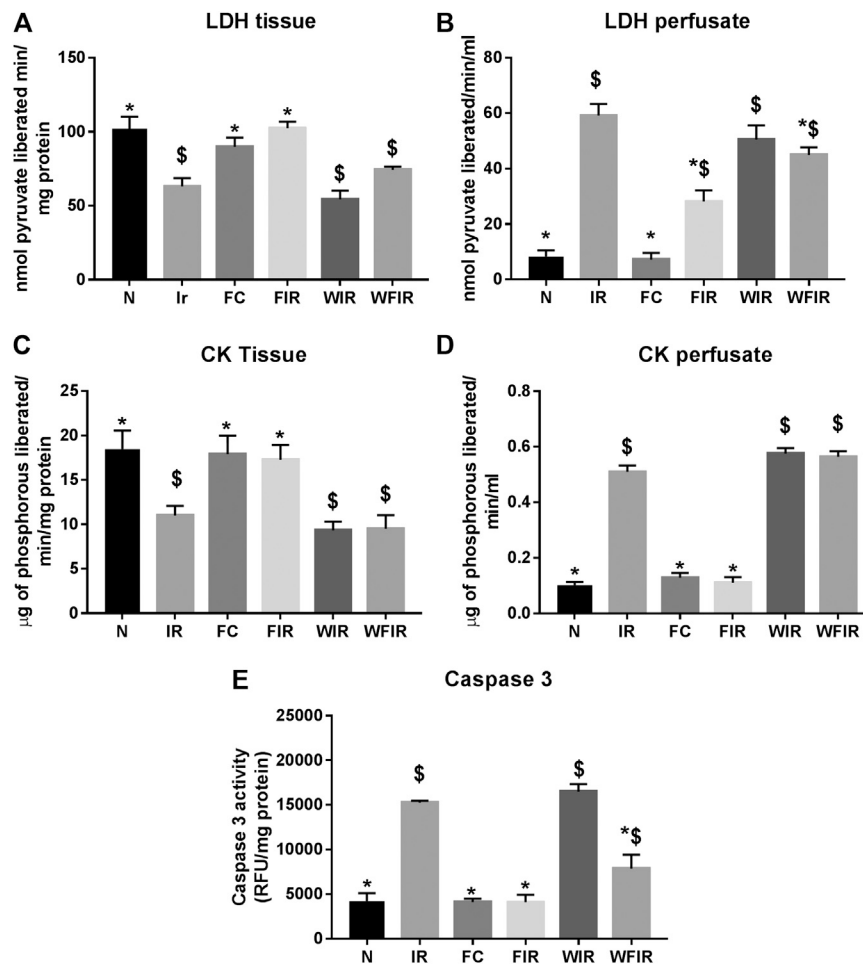 A
LDH tissue
nmol pyruvate liberated min/
mg protein
150
100
50
0
*
$
*
*
$
$
N
Ir
FC
FIR
WIR
WFIR
B
LDH perfusate
nmol pyruvate liberated/min/ml
80
60
40
20
0
*
$
*
*$
$
*$
N
IR
FC
FIR
WIR
WFIR
C
CK Tissue
µg of phosphorous liberated/
min/mg protein
25
20
15
10
5
0
*
$
*
*
$
$
N
IR
FC
FIR
WIR
WFIR
D
CK perfusate
µg of phosphorous liberated/
min/ml
0.8
0.6
0.4
0.2
0.0
*
$
*
*
$
$
N
IR
FC
FIR
WIR
WFIR
E
Caspase 3
Caspase 3 activity
(RFU/mg protein)
25000
20000
15000
10000
5000
0
*
$
*
*
$
*$
N
IR
FC
FIR
WIR
WFIR